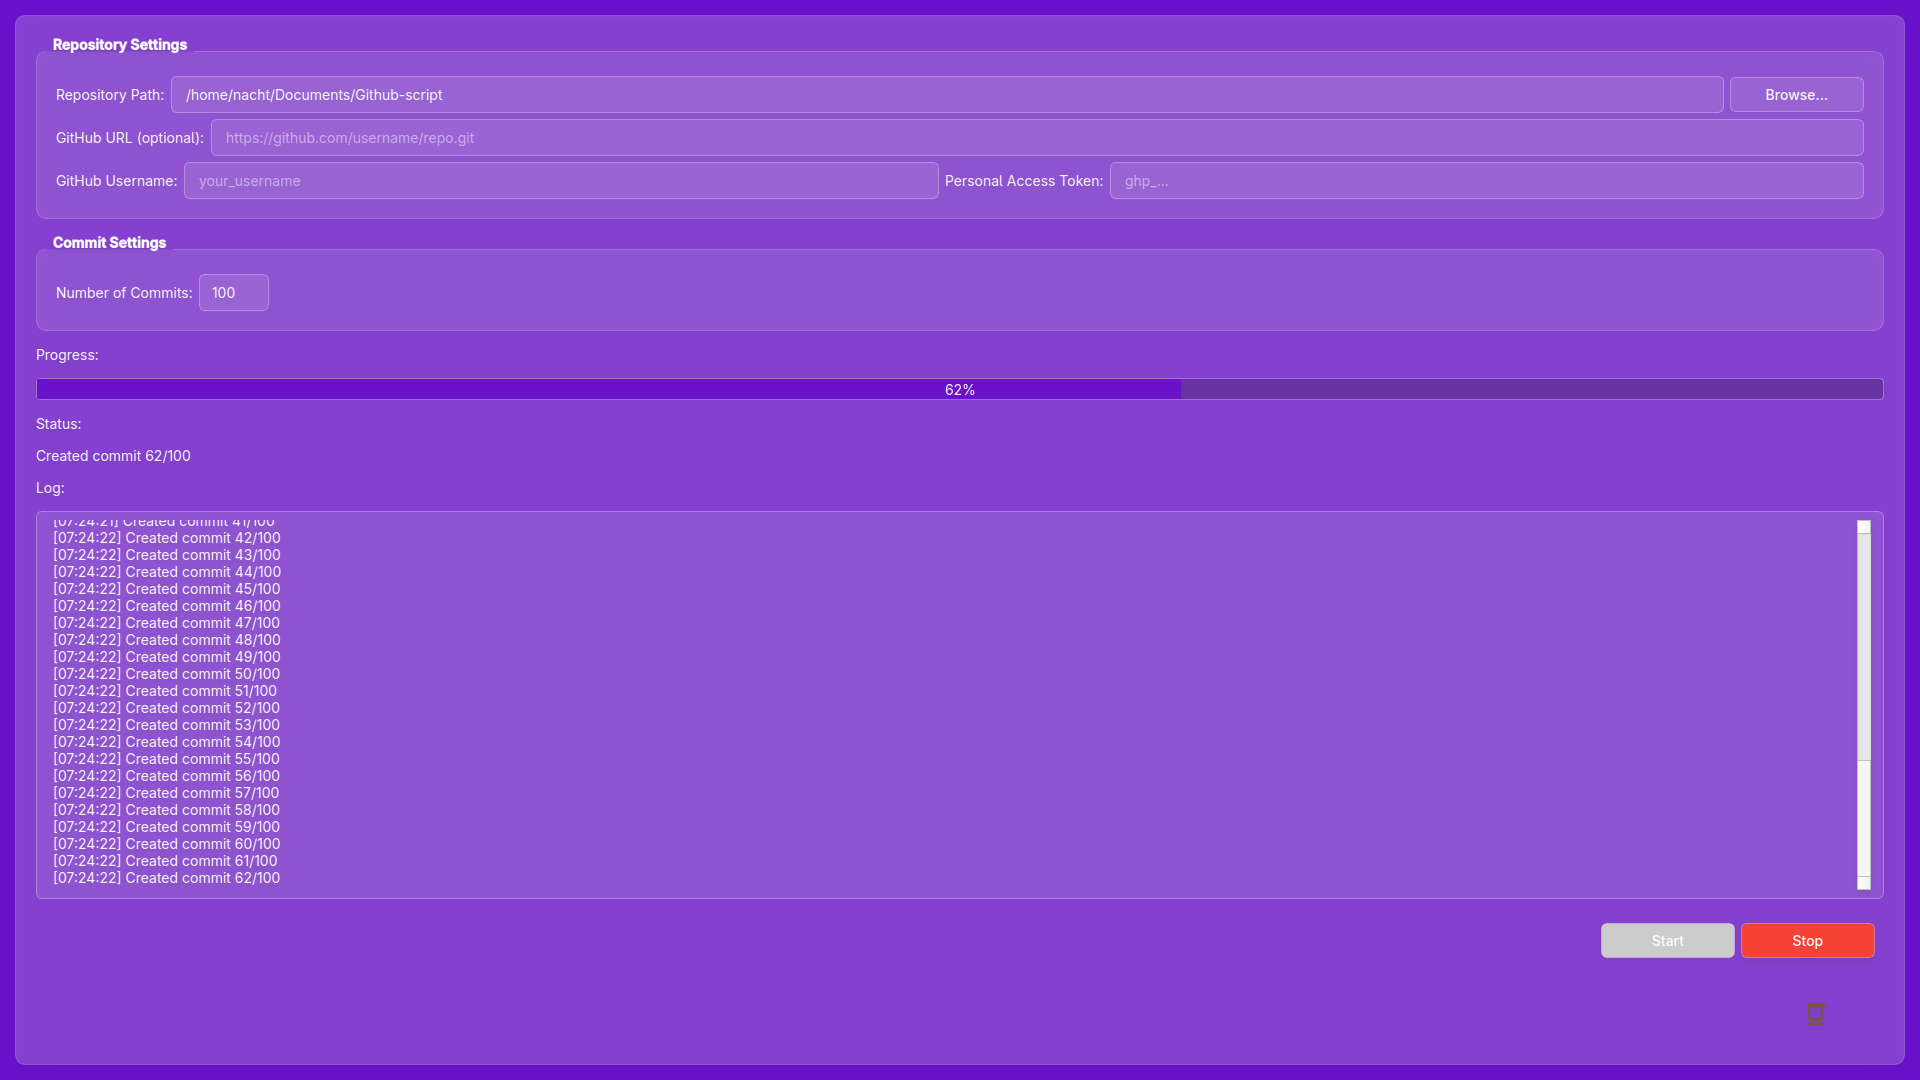 Repository Settings
Repository Path: /home/nacht/Documents/Github-script Browse...
GitHub URL (optional): https://github.com/username/repo.git
GitHub Username: your_username Personal Access Token: ghp_...
Commit Settings
Number of Commits: 100
Progress:
62%
Status:
Created commit 62/100
Log:
[07:24:21] Created commit 41/100
[07:24:22] Created commit 42/100
[07:24:22] Created commit 43/100
[07:24:22] Created commit 44/100
[07:24:22] Created commit 45/100
[07:24:22] Created commit 46/100
[07:24:22] Created commit 47/100
[07:24:22] Created commit 48/100
[07:24:22] Created commit 49/100
[07:24:22] Created commit 50/100
[07:24:22] Created commit 51/100
[07:24:22] Created commit 52/100
[07:24:22] Created commit 53/100
[07:24:22] Created commit 54/100
[07:24:22] Created commit 55/100
[07:24:22] Created commit 56/100
[07:24:22] Created commit 57/100
[07:24:22] Created commit 58/100
[07:24:22] Created commit 59/100
[07:24:22] Created commit 60/100
[07:24:22] Created commit 61/100
[07:24:22] Created commit 62/100
Start Stop